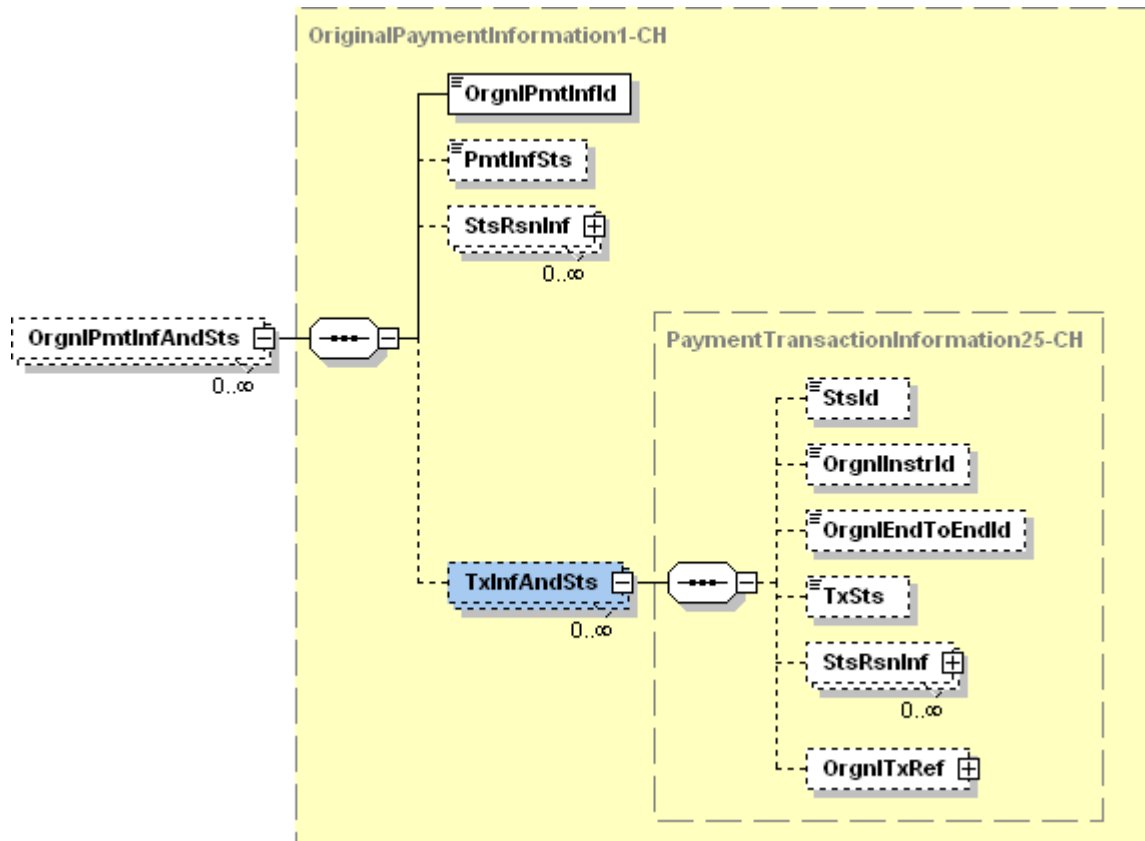 OriginalPaymentInformation1-CH
OrgnlPmtInfId
PmtInfSts
StsRsnInf
0..∞
OrgnlPmtInfAndSts
0..∞
PaymentTransactionInformation25-CH
StsId
OrgnlInstrId
OrgnlEndToEndId
TxInfAndSts
0..∞
TxSts
StsRsnInf
0..∞
OrgnlTxRef